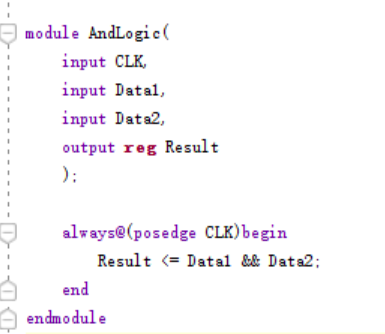 module AndLogic(
input CLK,
input Data1,
input Data2,
output reg Result
);
always@(posedge CLK)begin
Result <= Data1 && Data2;
end
endmodule